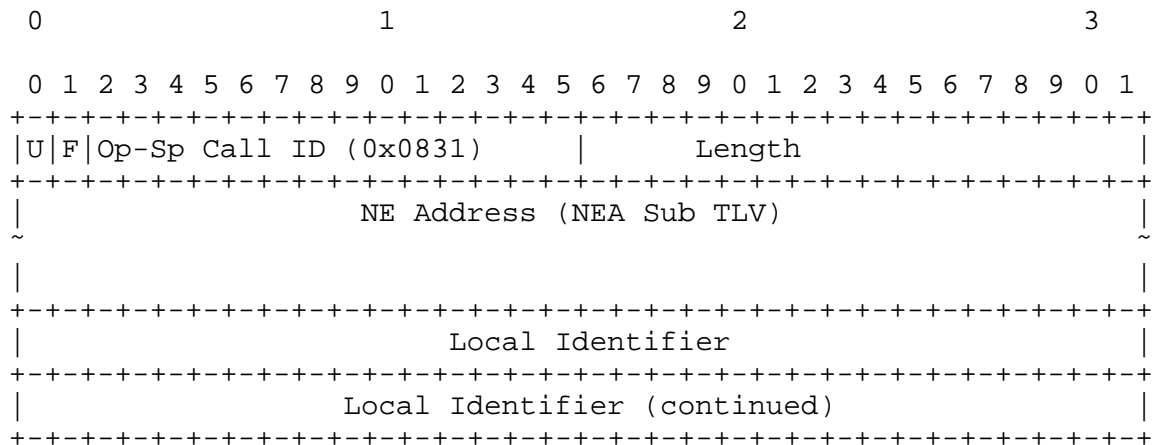 0                   1                   2                   3
 0 1 2 3 4 5 6 7 8 9 0 1 2 3 4 5 6 7 8 9 0 1 2 3 4 5 6 7 8 9 0 1
+-+-+-+-+-+-+-+-+-+-+-+-+-+-+-+-+-+-+-+-+-+-+-+-+-+-+-+-+-+-+-+-+
|U|F|Op-Sp Call ID (0x0831)     |      Length                   |
+-+-+-+-+-+-+-+-+-+-+-+-+-+-+-+-+-+-+-+-+-+-+-+-+-+-+-+-+-+-+-+-+
|                   NE Address (NEA Sub TLV)                    |
~                                                               ~
|                                                               |
+-+-+-+-+-+-+-+-+-+-+-+-+-+-+-+-+-+-+-+-+-+-+-+-+-+-+-+-+-+-+-+-+
|                        Local Identifier                       |
+-+-+-+-+-+-+-+-+-+-+-+-+-+-+-+-+-+-+-+-+-+-+-+-+-+-+-+-+-+-+-+-+
|                  Local Identifier (continued)                 |
+-+-+-+-+-+-+-+-+-+-+-+-+-+-+-+-+-+-+-+-+-+-+-+-+-+-+-+-+-+-+-+-+